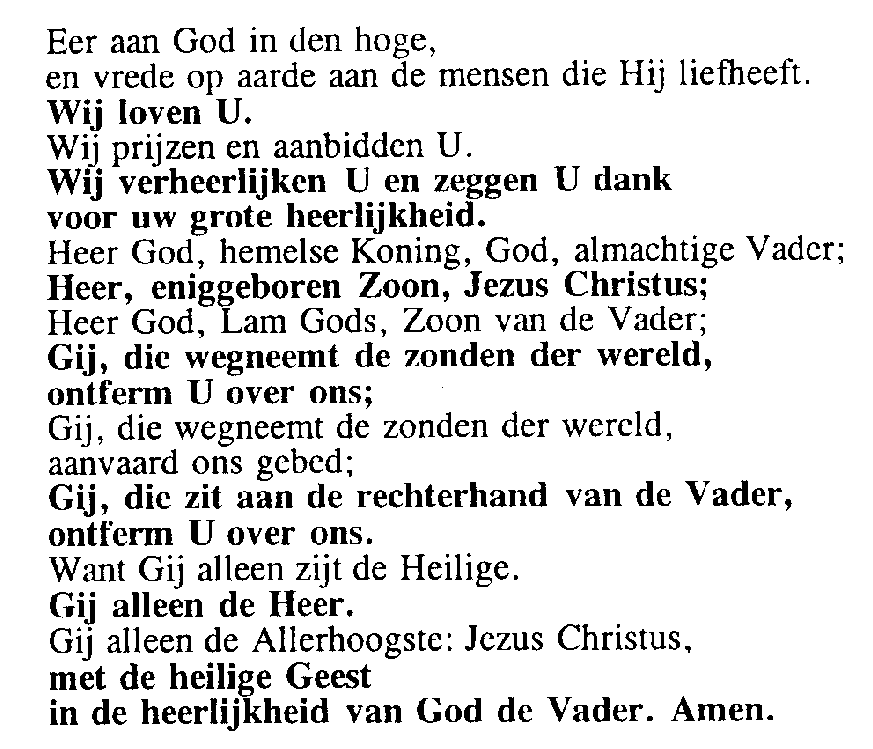 Eer aan God in den hoge,
en vrede op aarde aan de mensen die Hij liefheeft.
Wij loven U.
Wij prijzen en aanbidden U.
Wij verheerlijken U en zeggen U dank
voor uw grote heerlijkheid.
Heer God, hemelse Koning, God, almachtige Vader;
Heer, eniggeboren Zoon, Jezus Christus;
Heer God, Lam Gods, Zoon van de Vader;
Gij, die wegneemt de zonden der wereld,
ontferm U over ons;
Gij, die wegneemt de zonden der wereld,
aanvaard ons gebed;
Gij, die zit aan de rechterhand van de Vader,
ontferm U over ons.
Want Gij alleen zijt de Heilige.
Gij alleen de Heer.
Gij alleen de Allerhoogste: Jezus Christus,
met de heilige Geest
in de heerlijkheid van God de Vader. Amen.